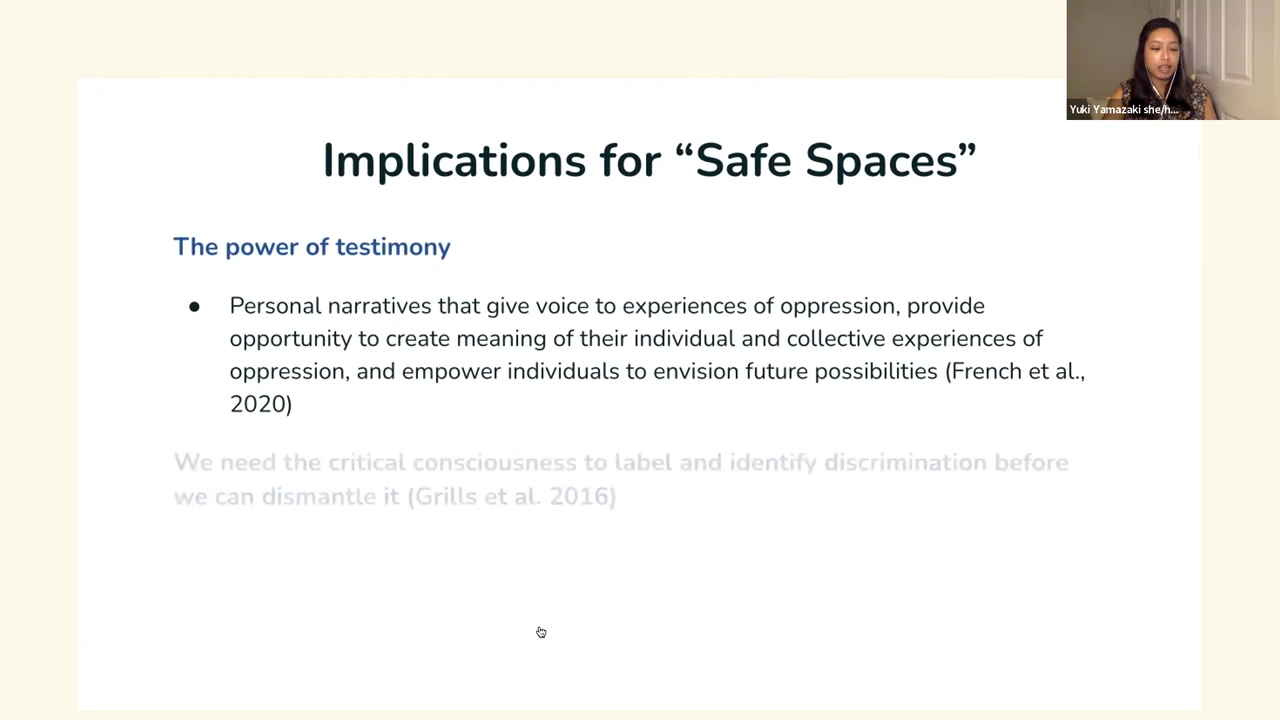 Yuki Yamazaki she/h...
Implications for “Safe Spaces”
The power of testimony
● Personal narratives that give voice to experiences of oppression, provide
opportunity to create meaning of their individual and collective experiences of
oppression, and empower individuals to envision future possibilities (French et al.,
2020)
We need the critical consciousness to label and identify discrimination before
we can dismantle it (Grills et al. 2016)